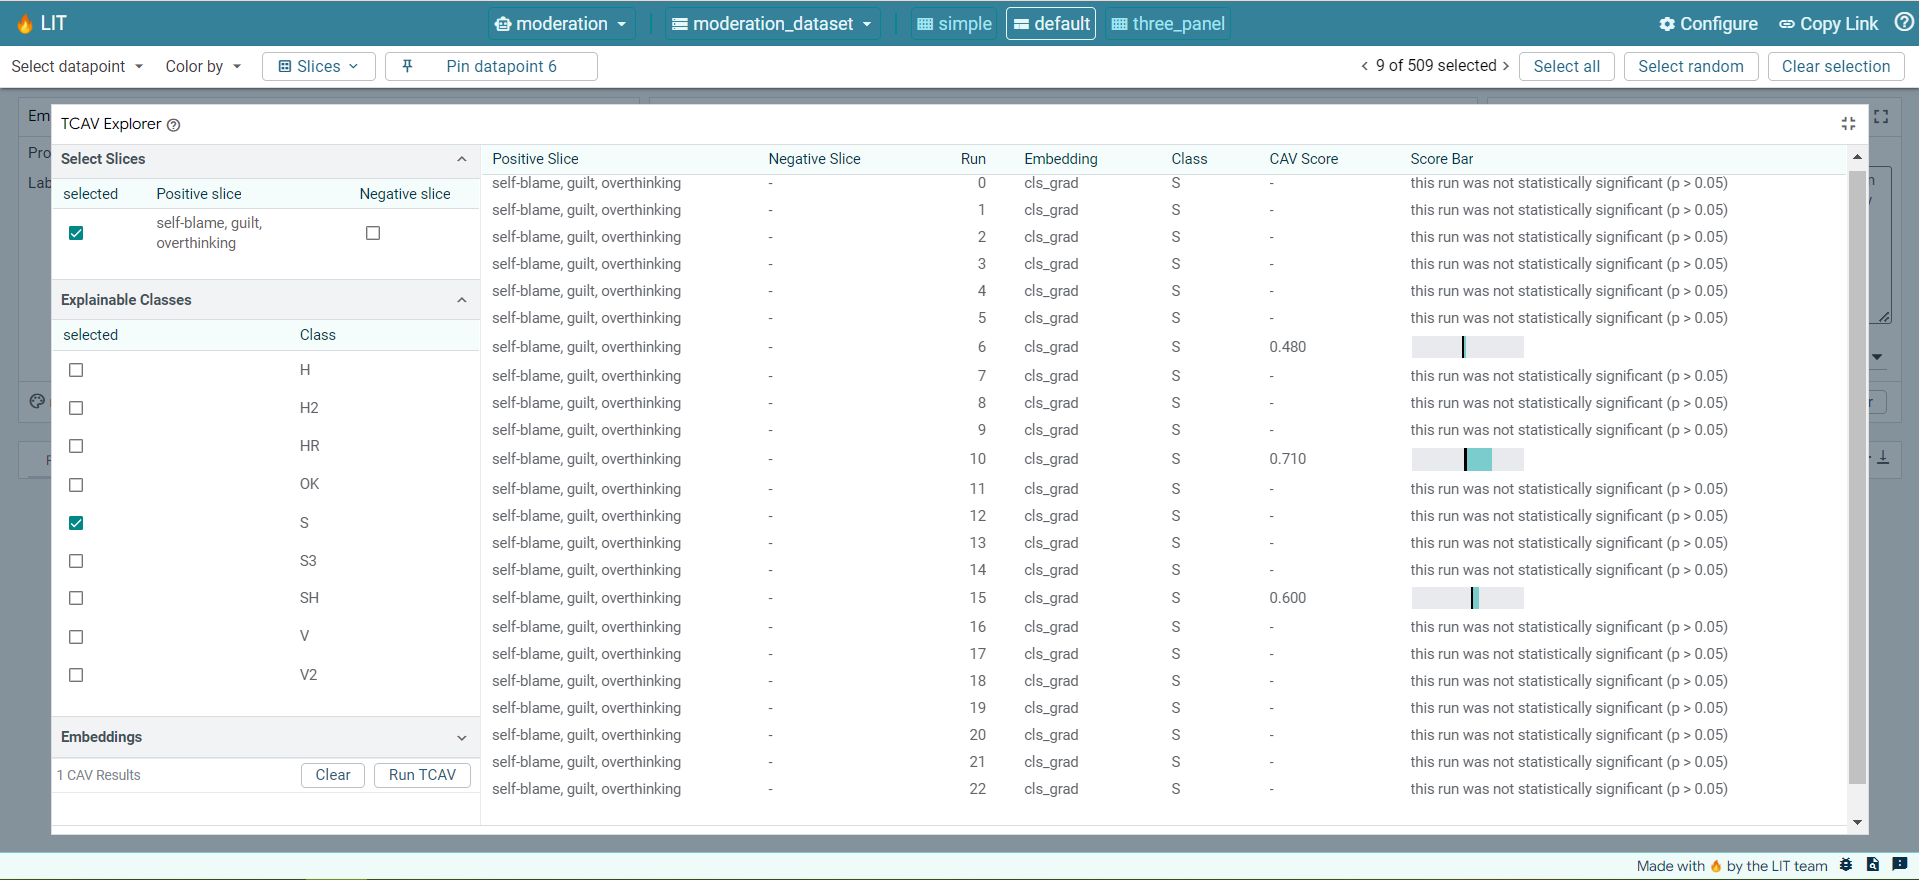 LIT
moderation
moderation_dataset
simple
default
three_panel
Configure
Copy Link
Select datapoint
Color by
Slices
Pin datapoint 6
9 of 509 selected
Select all
Select random
Clear selection
Em
Pro
Lab
TCAV Explorer
Select Slices
selected Positive slice Negative slice
self-blame, guilt,
overthinking
Explainable Classes
selected Class
H
H2
HR
OK
S
S3
SH
V
V2
Embeddings
1 CAV Results Clear Run TCAV
Positive Slice Negative Slice Run Embedding Class CAV Score Score Bar
self-blame, guilt, overthinking - 0 cls_grad S - this run was not statistically significant (p > 0.05)
self-blame, guilt, overthinking - 1 cls_grad S - this run was not statistically significant (p > 0.05)
self-blame, guilt, overthinking - 2 cls_grad S - this run was not statistically significant (p > 0.05)
self-blame, guilt, overthinking - 3 cls_grad S - this run was not statistically significant (p > 0.05)
self-blame, guilt, overthinking - 4 cls_grad S - this run was not statistically significant (p > 0.05)
self-blame, guilt, overthinking - 5 cls_grad S - this run was not statistically significant (p > 0.05)
self-blame, guilt, overthinking - 6 cls_grad S 0.480
self-blame, guilt, overthinking - 7 cls_grad S - this run was not statistically significant (p > 0.05)
self-blame, guilt, overthinking - 8 cls_grad S - this run was not statistically significant (p > 0.05)
self-blame, guilt, overthinking - 9 cls_grad S - this run was not statistically significant (p > 0.05)
self-blame, guilt, overthinking - 10 cls_grad S 0.710
self-blame, guilt, overthinking - 11 cls_grad S - this run was not statistically significant (p > 0.05)
self-blame, guilt, overthinking - 12 cls_grad S - this run was not statistically significant (p > 0.05)
self-blame, guilt, overthinking - 13 cls_grad S - this run was not statistically significant (p > 0.05)
self-blame, guilt, overthinking - 14 cls_grad S - this run was not statistically significant (p > 0.05)
self-blame, guilt, overthinking - 15 cls_grad S 0.600
self-blame, guilt, overthinking - 16 cls_grad S - this run was not statistically significant (p > 0.05)
self-blame, guilt, overthinking - 17 cls_grad S - this run was not statistically significant (p > 0.05)
self-blame, guilt, overthinking - 18 cls_grad S - this run was not statistically significant (p > 0.05)
self-blame, guilt, overthinking - 19 cls_grad S - this run was not statistically significant (p > 0.05)
self-blame, guilt, overthinking - 20 cls_grad S - this run was not statistically significant (p > 0.05)
self-blame, guilt, overthinking - 21 cls_grad S - this run was not statistically significant (p > 0.05)
self-blame, guilt, overthinking - 22 cls_grad S - this run was not statistically significant (p > 0.05)
Made with 🔥 by the LIT team